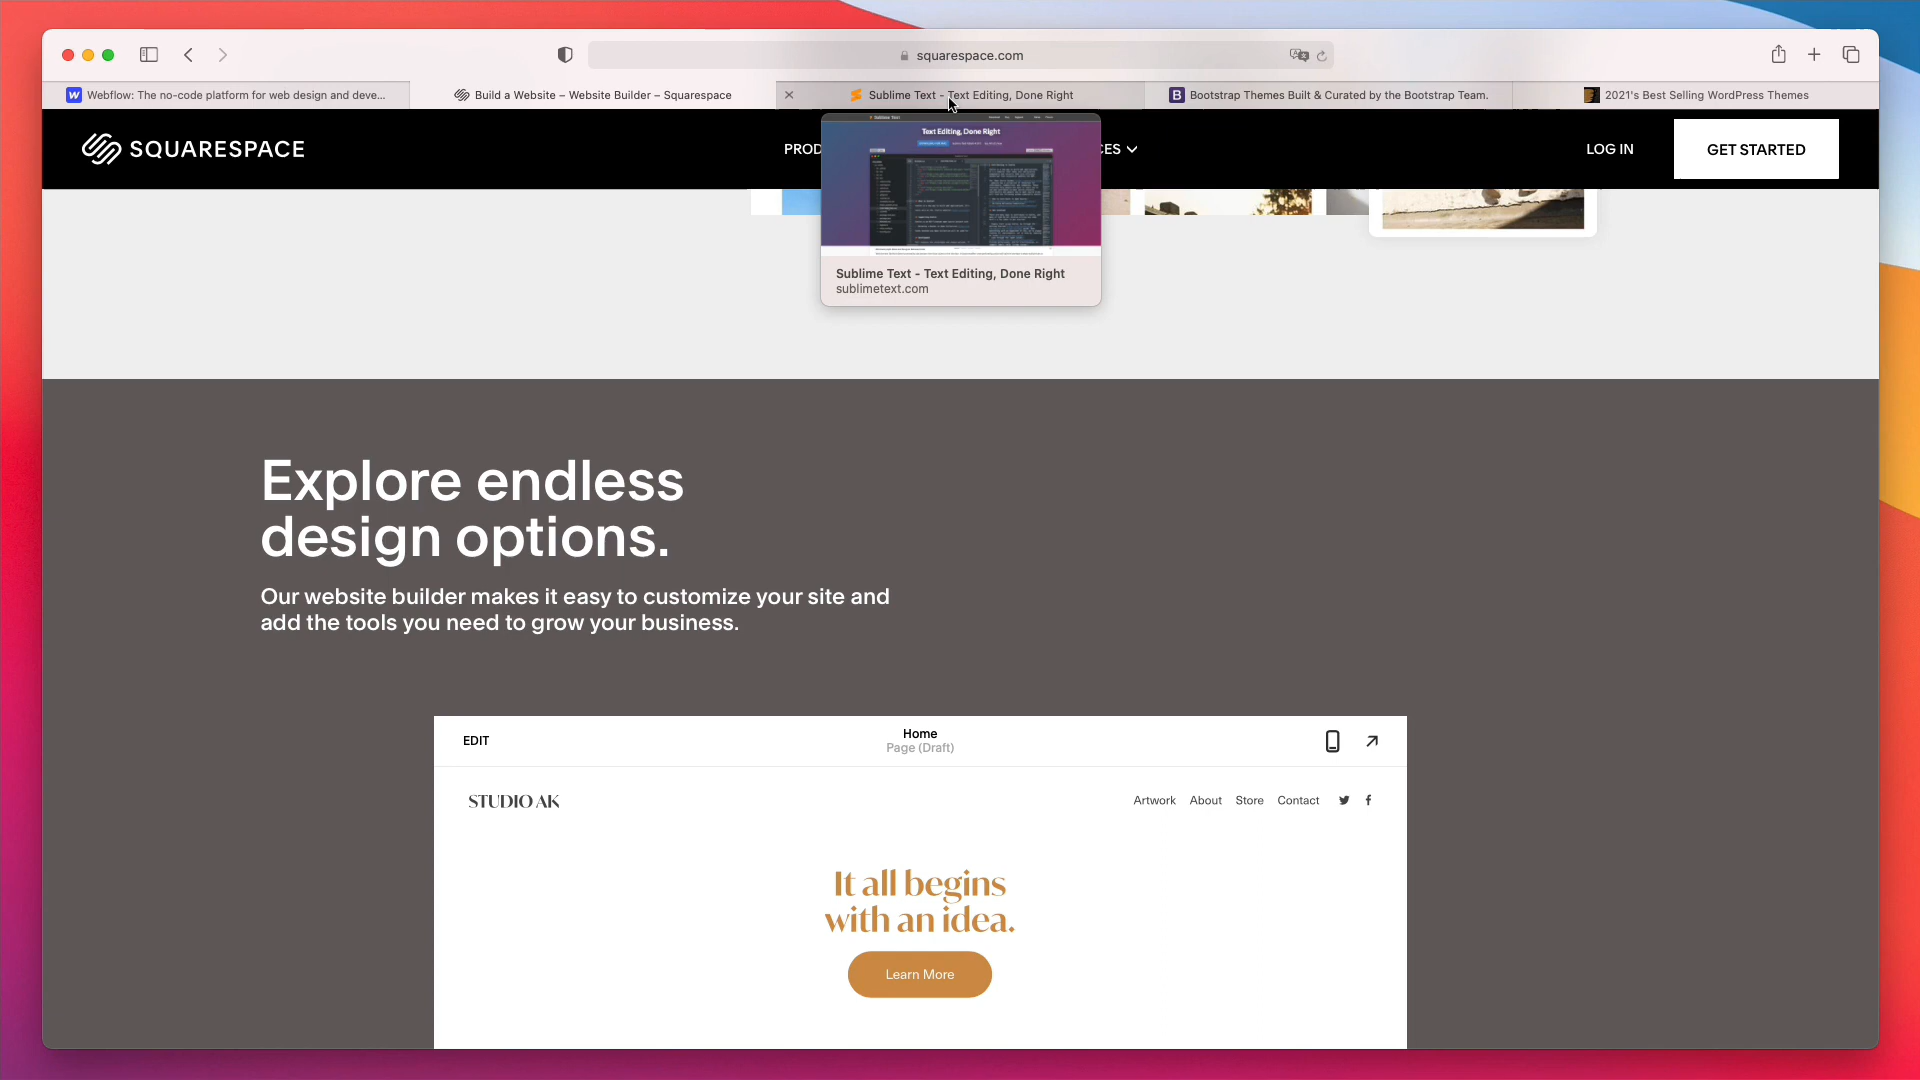 squarespace.com
Webflow: The no-code platform for web design and deve...
Build a Website – Website Builder – Squarespace
Sublime Text - Text Editing, Done Right
Bootstrap Themes Built & Curated by the Bootstrap Team.
2021's Best Selling WordPress Themes
SQUARESPACE
PROD
CES
LOG IN
GET STARTED
Sublime Text
Text Editing, Done Right
Sublime Text - Text Editing, Done Right
sublimetext.com
Explore endless
design options.
Our website builder makes it easy to customize your site and
add the tools you need to grow your business.
EDIT
Home
Page (Draft)
STUDIO AK
Artwork About Store Contact
It all begins
with an idea.
Learn More